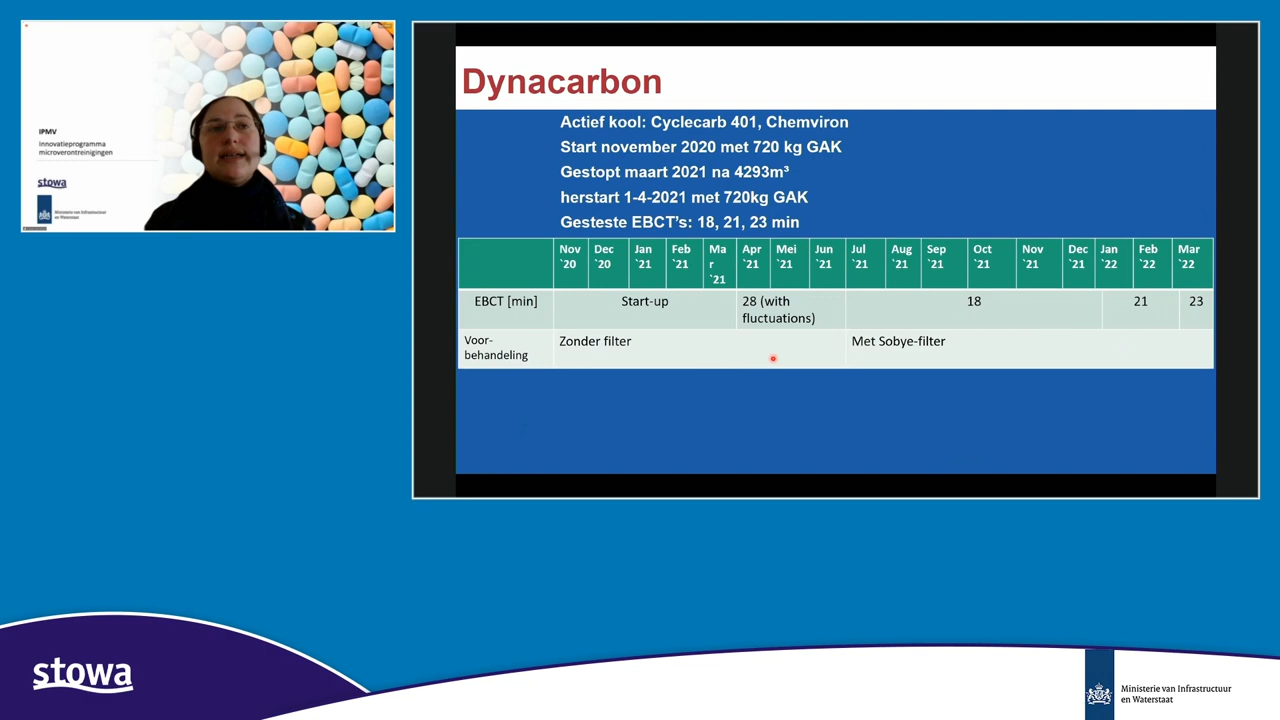 IPMV
Innovatieprogramma
microverontreinigingen
stowa
Ministerie van Infrastructuur
en Waterstaat
Dynacarbon
Actief kool: Cyclecarb 401, Chemviron
Start november 2020 met 720 kg GAK
Gestopt maart 2021 na 4293m³
herstart 1-4-2021 met 720kg GAK
Gesteste EBCT's: 18, 21, 23 min
Nov `20 Dec `20 Jan `21 Feb `21 Mar `21 Apr `21 Mei `21 Jun `21 Jul `21 Aug `21 Sep `21 Oct `21 Nov `21 Dec `21 Jan `22 Feb `22 Mar `22
EBCT [min] Start-up 28 (with fluctuations) 18 21 23
Voor-behandeling Zonder filter Met Sobye-filter
stowa
Ministerie van Infrastructuur
en Waterstaat